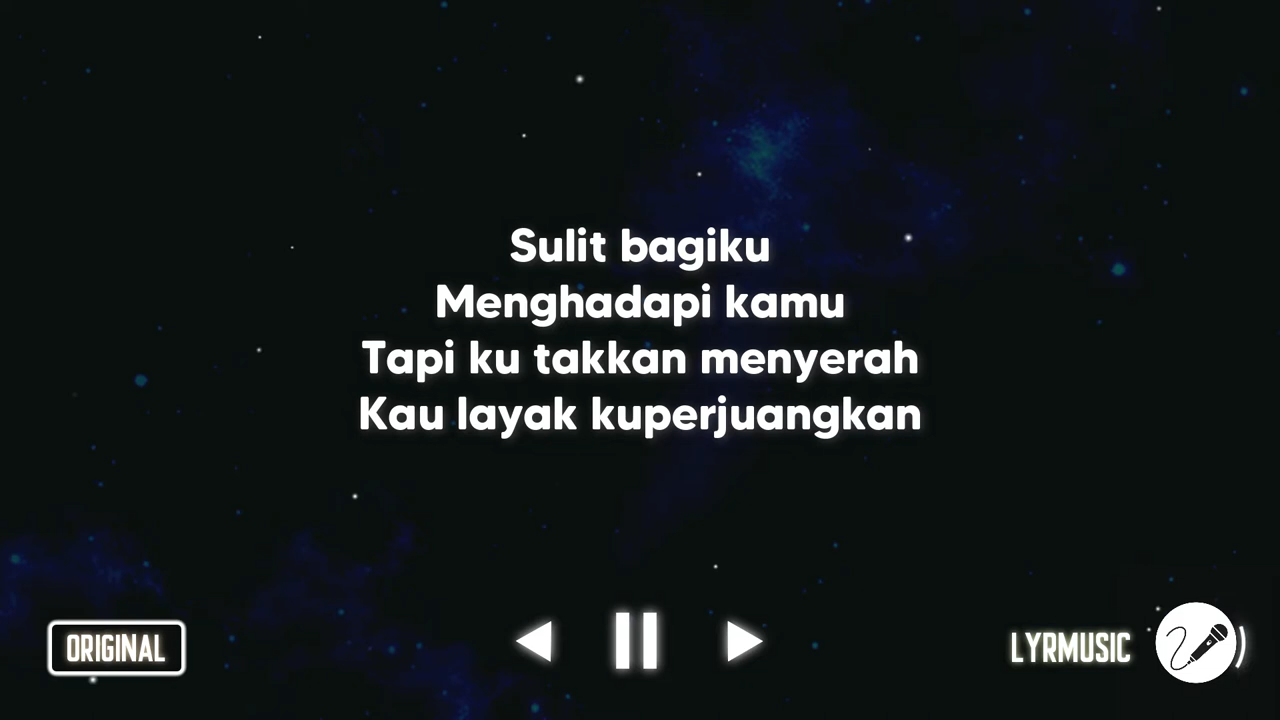 Sulit bagiku
Menghadapi kamu
Tapi ku takkan menyerah
Kau layak kuperjuangkan
ORIGINAL
LYRMUSIC